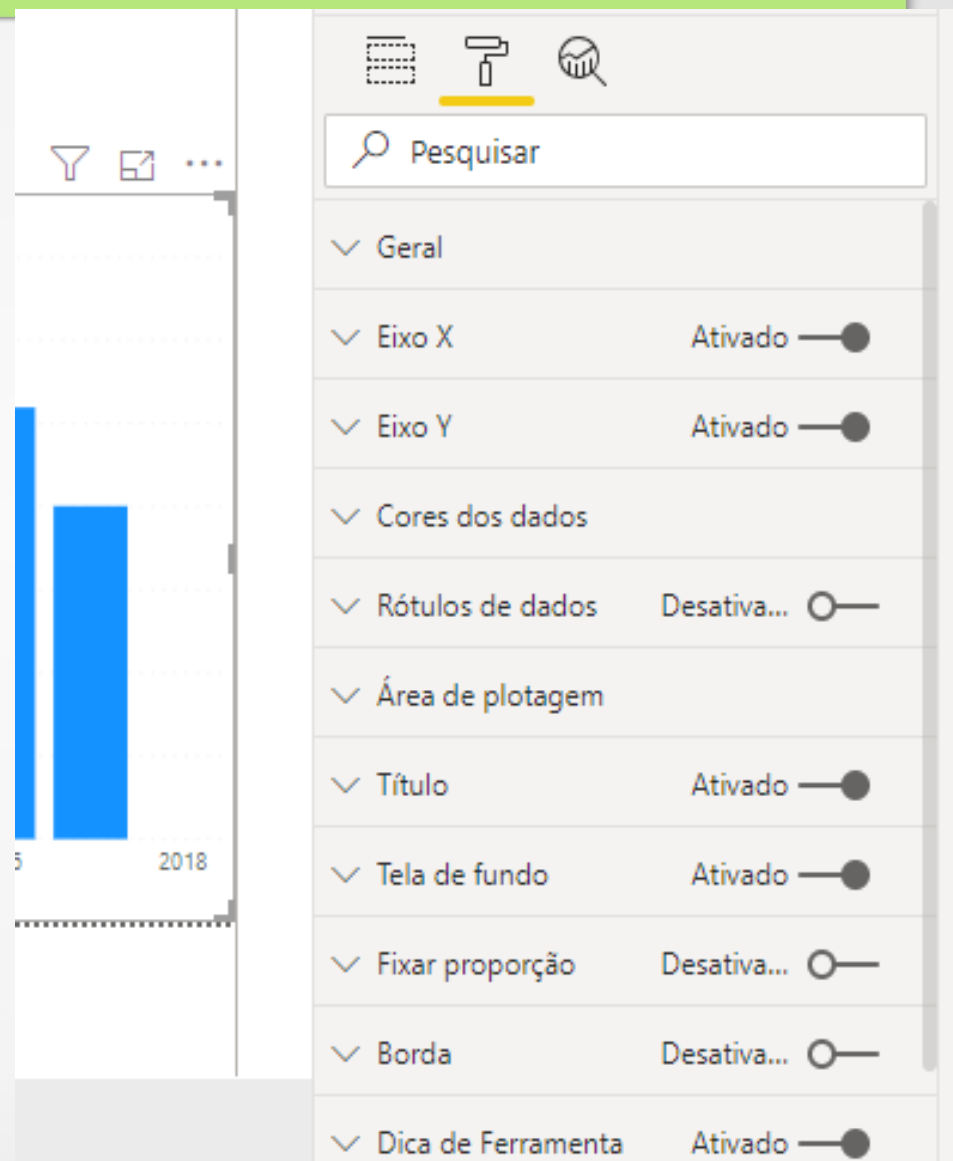 Pesquisar
Geral
Eixo X Ativado
Eixo Y Ativado
Cores dos dados
Rótulos de dados Desativa...
Área de plotagem
Título Ativado
Tela de fundo Ativado
Fixar proporção Desativa...
Borda Desativa...
Dica de Ferramenta Ativado
2018